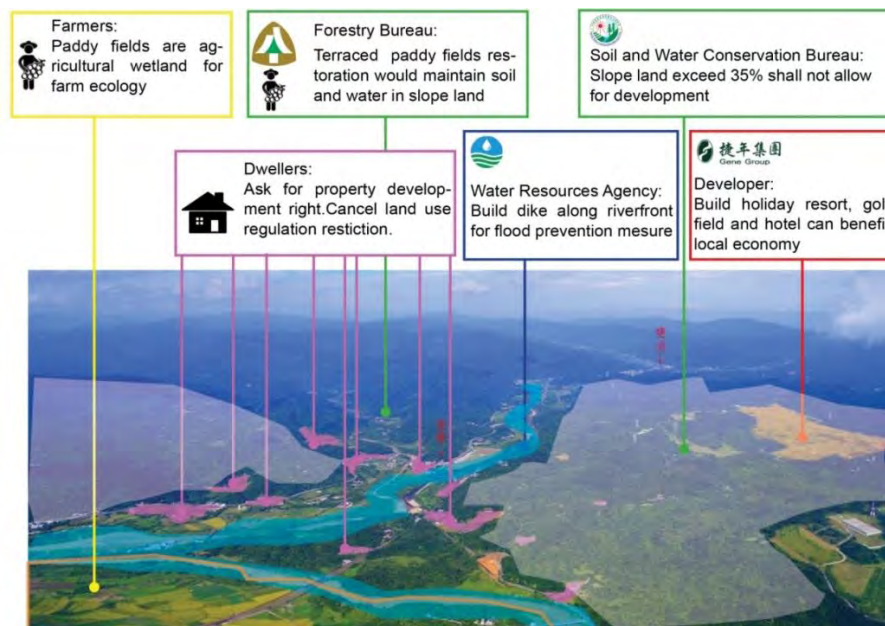 Farmers:
Paddy fields are ag-
ricultural wetland for
farm ecology
Forestry Bureau:
Terraced paddy fields res-
toration would maintain soil
and water in slope land
Soil and Water Conservation Bureau:
Slope land exceed 35% shall not allow
for development
Dwellers:
Ask for property develop-
ment right.Cancel land use
regulation restiction.
Water Resources Agency:
Build dike along riverfront
for flood prevention mesure
捷年集團
Gene Group
Developer:
Build holiday resort, gol
field and hotel can benefi
local economy